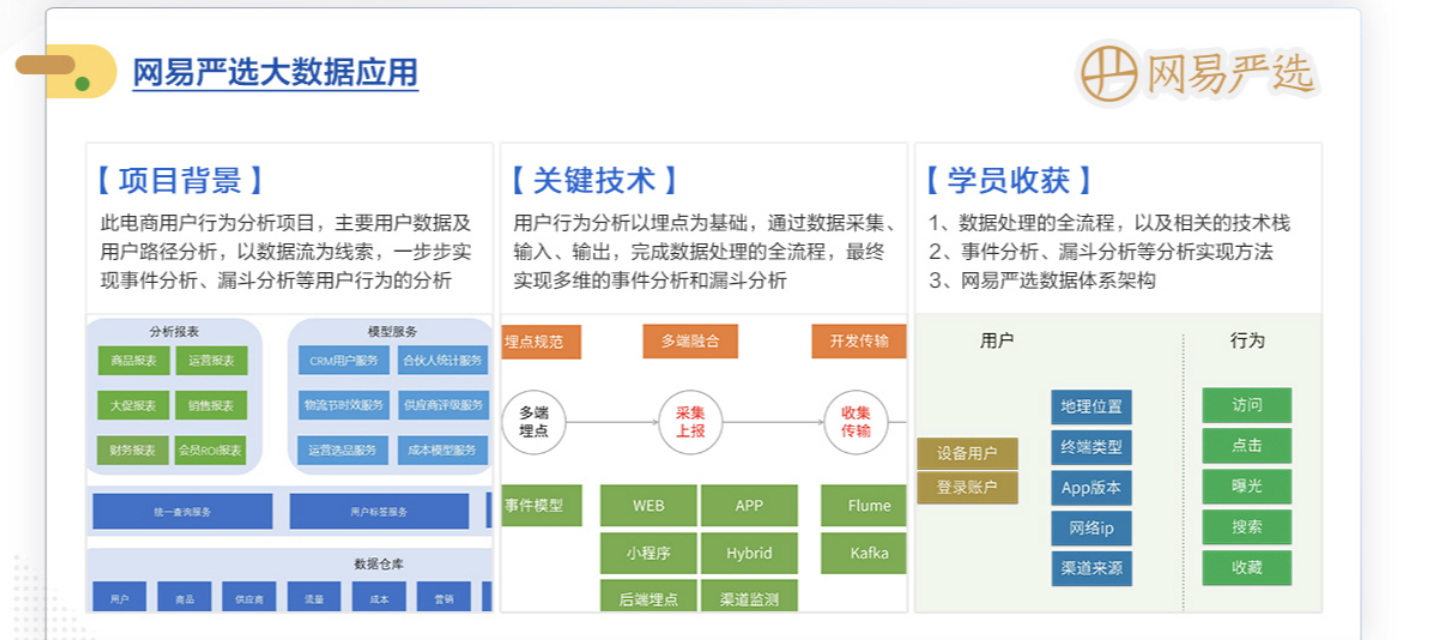 网易严选大数据应用
网易严选
【项目背景】
此电商用户行为分析项目，主要用户数据及
用户路径分析，以数据流为线索，一步步实
现事件分析、漏斗分析等用户行为的分析
分析报表
商品报表 运营报表
大促报表 销售报表
财务报表 会员ROI报表
模型服务
CRM用户服务 合伙人统计服务
物流节时效服务 供应商评级服务
运营选品服务 成本模型服务
统一查询服务 用户标签服务
数据仓库
用户 商品 供应商 流量 成本 营销
【关键技术】
用户行为分析以埋点为基础，通过数据采集、
输入、输出，完成数据处理的全流程，最终
实现多维的事件分析和漏斗分析
埋点规范 多端融合 开发传输
多端
埋点
采集
上报
收集
传输
事件模型 WEB APP Flume
小程序 Hybrid Kafka
后端埋点 渠道监测
【学员收获】
1、数据处理的全流程，以及相关的技术栈
2、事件分析、漏斗分析等分析实现方法
3、网易严选数据体系架构
用户
设备用户
登录账户
地理位置
终端类型
App版本
网络ip
渠道来源
行为
访问
点击
曝光
搜索
收藏